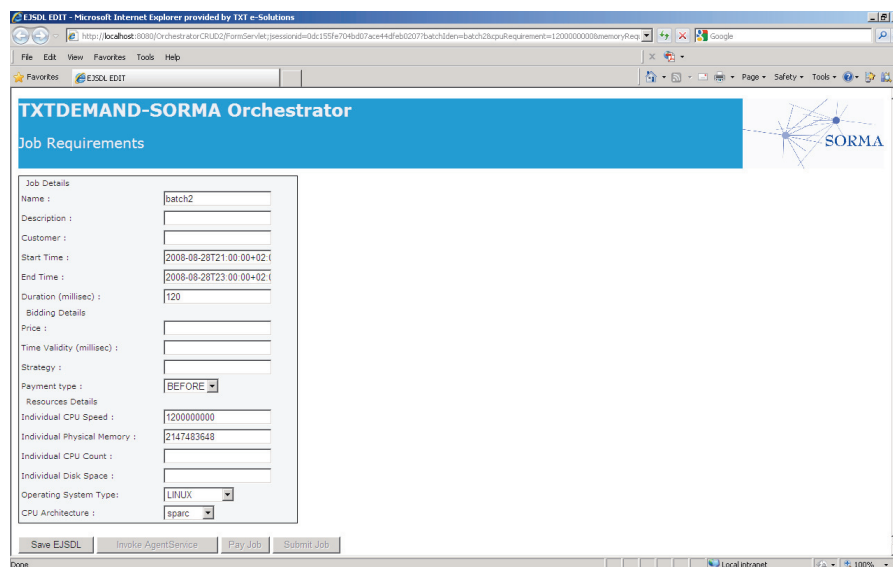 EJSDL EDIT - Microsoft Internet Explorer provided by TXT e-Solutions
http://localhost:8080/OrchestratorCRUD2/FormServlet;jsessionid=0dc155fe704bd07ace44dfeb0207?batchIden=batch2&cpuRequirement=1200000000&memoryRequ
Google
File Edit View Favorites Tools Help
Favorites EJSDL EDIT
Page Safety Tools
TXTDEMAND-SORMA Orchestrator
Job Requirements
SORMA
Job Details
Name : batch2
Description :
Customer :
Start Time : 2008-08-28T21:00:00+02:0
End Time : 2008-08-28T23:00:00+02:0
Duration (millisec) : 120
Bidding Details
Price :
Time Validity (millisec) :
Strategy :
Payment type : BEFORE
Resources Details
Individual CPU Speed : 1200000000
Individual Physical Memory : 2147483648
Individual CPU Count :
Individual Disk Space :
Operating System Type: LINUX
CPU Architecture : sparc
Save EJSDL Invoke AgentService Pay Job Submit Job
Done Local intranet 100%